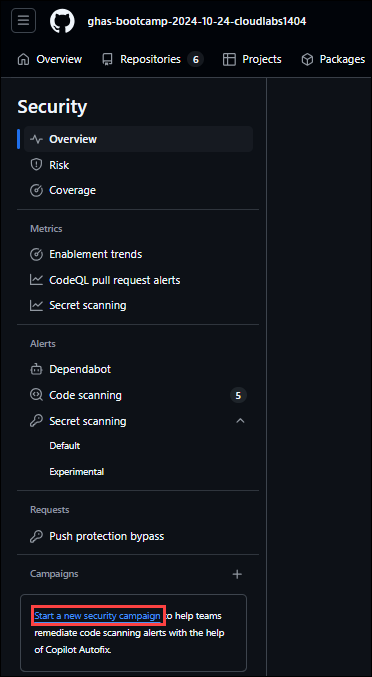 ghas-bootcamp-2024-10-24-cloudlabs1404
Overview Repositories 6 Projects Packages
Security
Overview
Risk
Coverage
Metrics
Enablement trends
CodeQL pull request alerts
Secret scanning
Alerts
Dependabot
Code scanning 5
Secret scanning
Default
Experimental
Requests
Push protection bypass
Campaigns
Start a new security campaign to help teams
remediate code scanning alerts with the help
of Copilot Autofix.